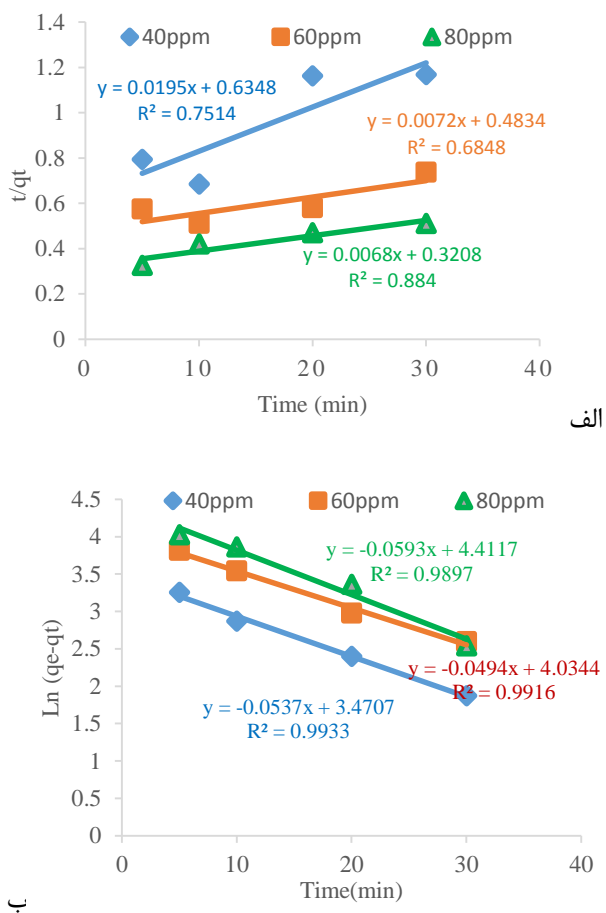 40ppm 60ppm 80ppm
1.4
1.2
1
0.8
0.6
0.4
0.2
0
t/qt
y = 0.0195x + 0.6348
R² = 0.7514
y = 0.0072x + 0.4834
R² = 0.6848
y = 0.0068x + 0.3208
R² = 0.884
0 10 20 30 40
Time (min)
الف
40ppm 60ppm 80ppm
4.5
4
3.5
3
2.5
2
1.5
1
0.5
0
Ln (qe-qt)
y = -0.0593x + 4.4117
R² = 0.9897
y = -0.0494x + 4.0344
R² = 0.9916
y = -0.0537x + 3.4707
R² = 0.9933
0 10 20 30 40
Time(min)
ب